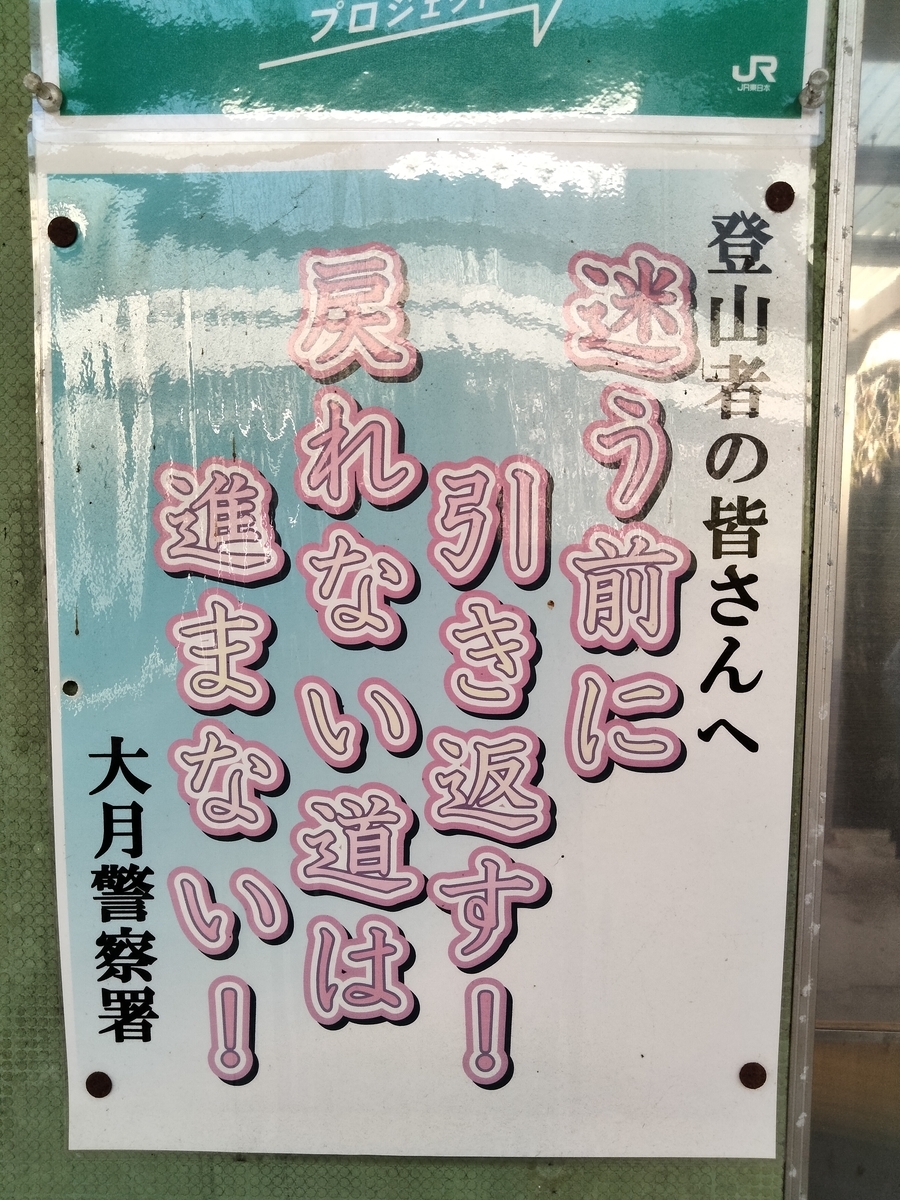 プロジェクト
JR
JR東日本
登山者の皆さんへ
迷う前に
引き返す!
戻れない道は
進まない!
大月警察署